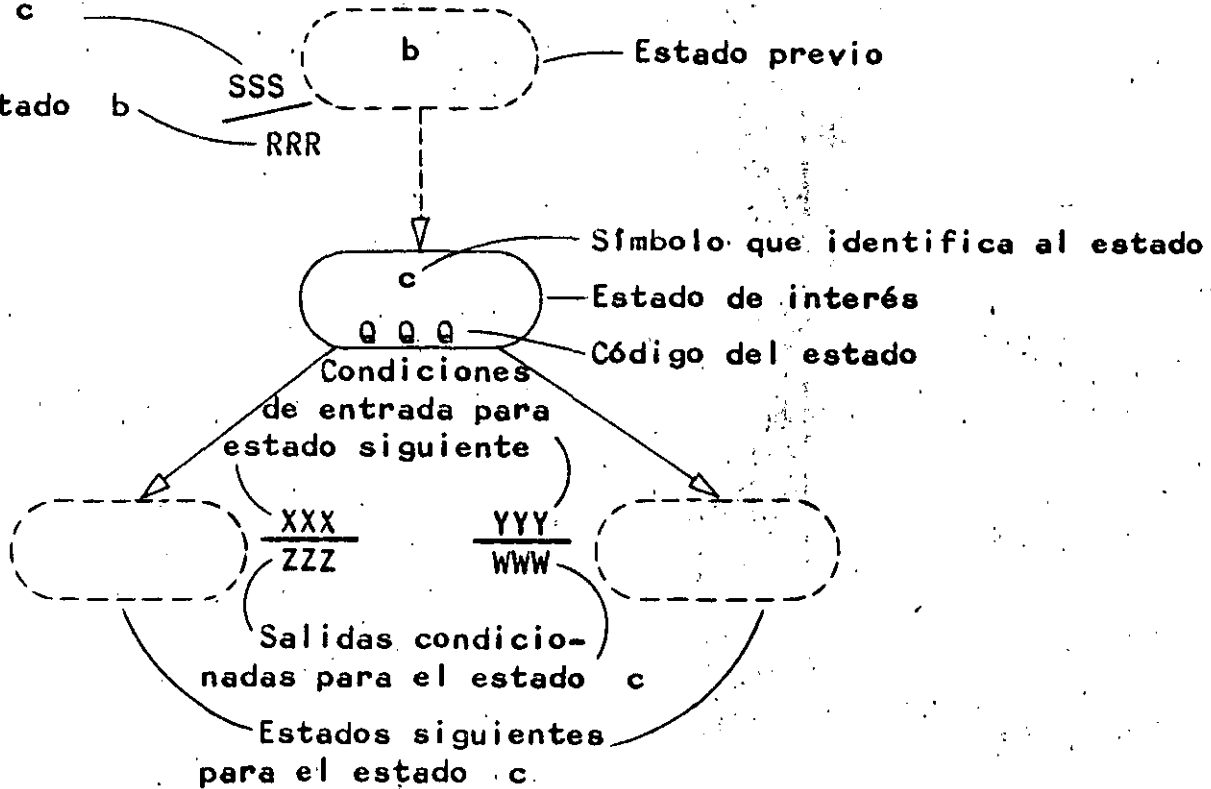 c
b
Estado previo
SSS
tado b
RRR
Símbolo que identifica al estado
c
Estado de interés
Q Q Q
Código del estado
Condiciones
de entrada para
estado siguiente
XXX
YYY
ZZZ
WWW
Salidas condicio-
nadas para el estado c
Estados siguientes
para el estado c